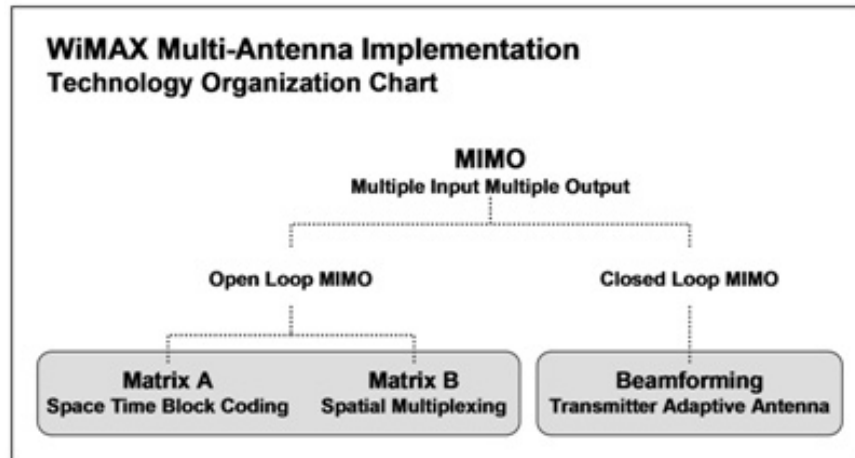 WiMAX Multi-Antenna Implementation
Technology Organization Chart
MIMO
Multiple Input Multiple Output
Open Loop MIMO
Closed Loop MIMO
Matrix A
Space Time Block Coding
Matrix B
Spatial Multiplexing
Beamforming
Transmitter Adaptive Antenna